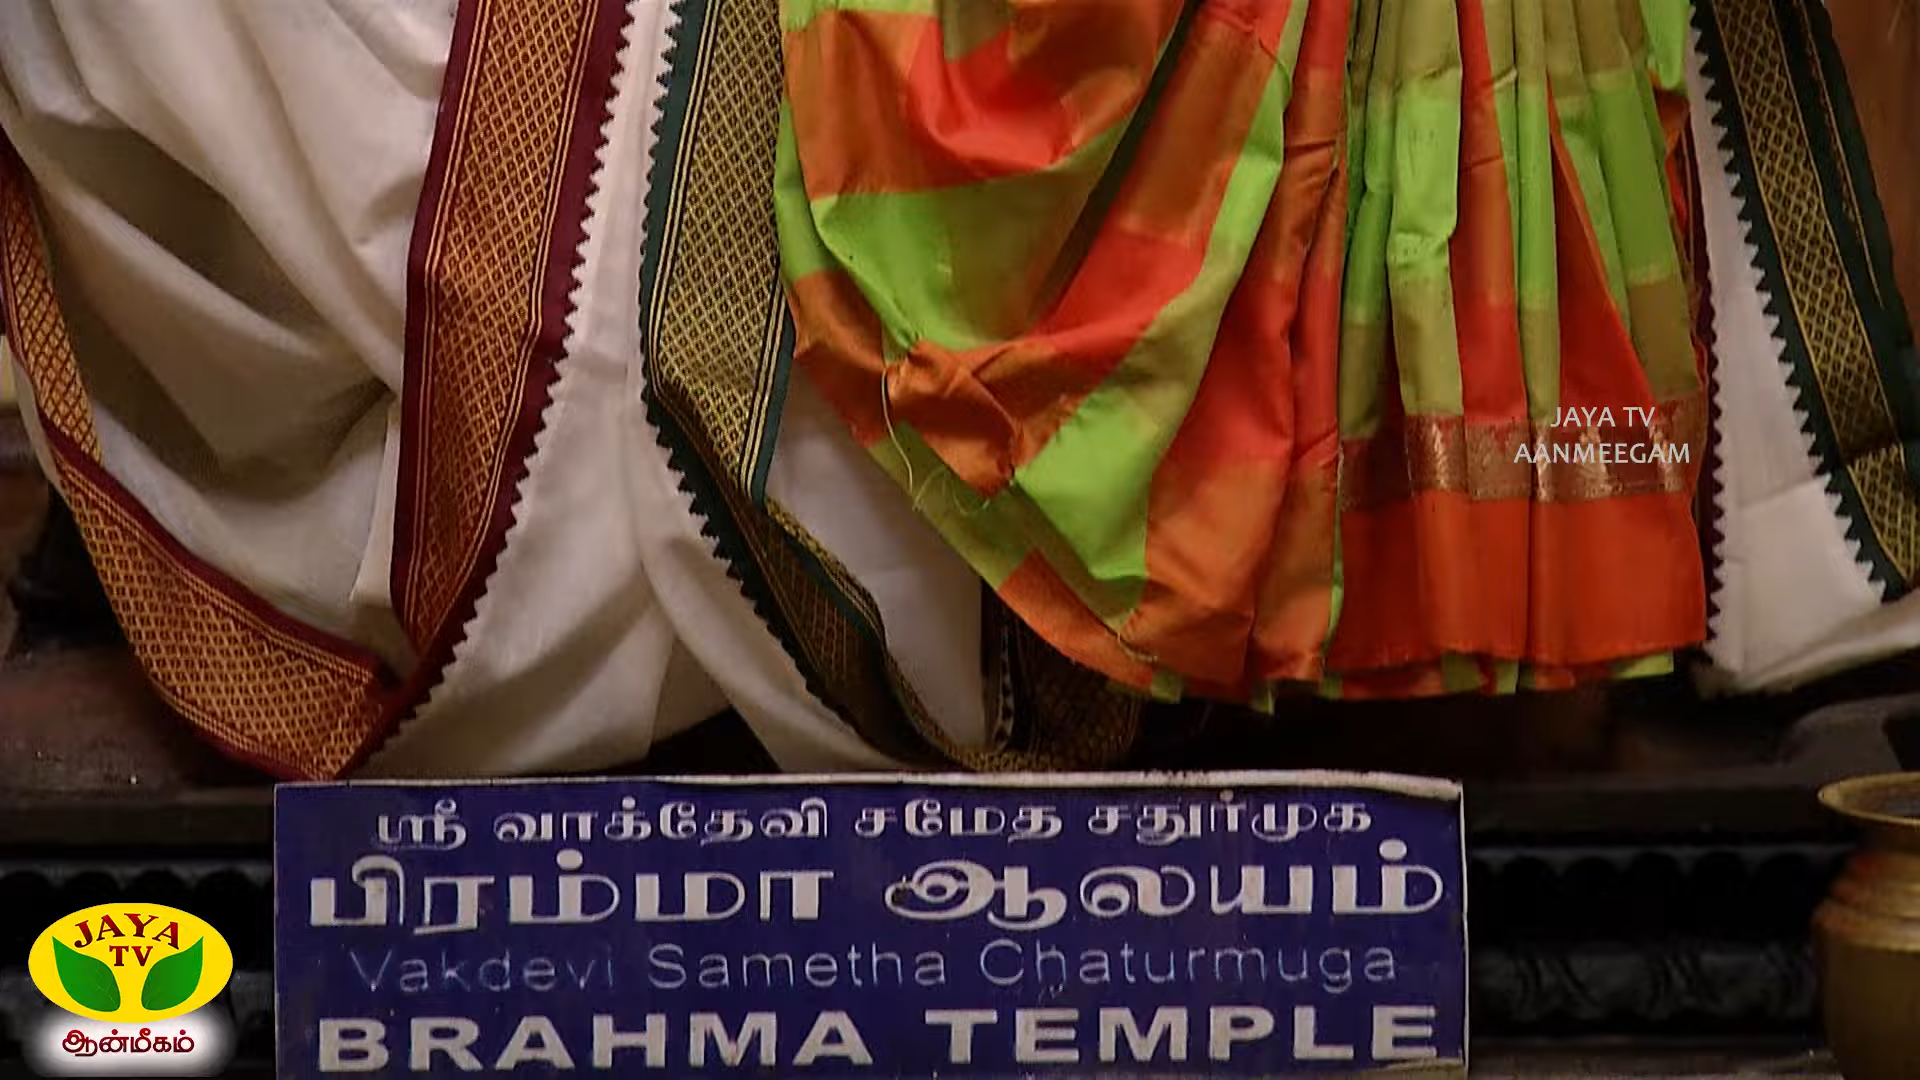 JAYA TV
AANMEEGAM
ஸ்ரீ வாக்தேவி சமேத சதுர்முக
பிரம்மா ஆலயம்
Vakdevi Sametha Chaturmuga
BRAHMA TEMPLE
JAYA
TV
ஆன்மீகம்